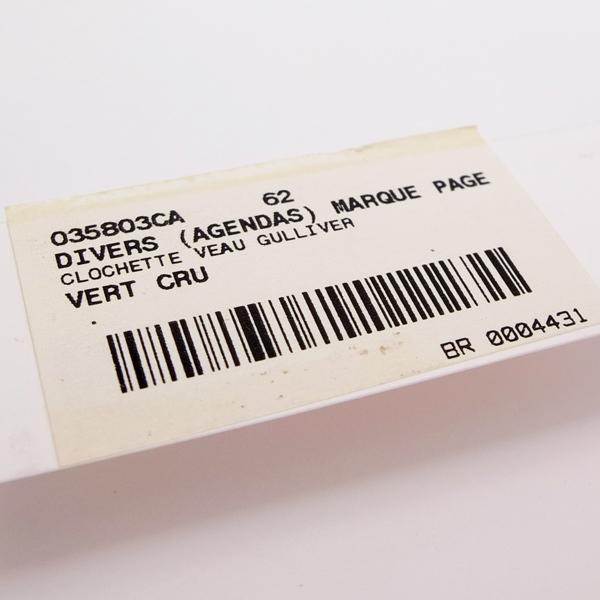 035803CA 62
DIVERS (AGENDAS) MARQUE PAGE
CLOCHETTE VEAU GULLIVER
VERT CRU
BR 0004431